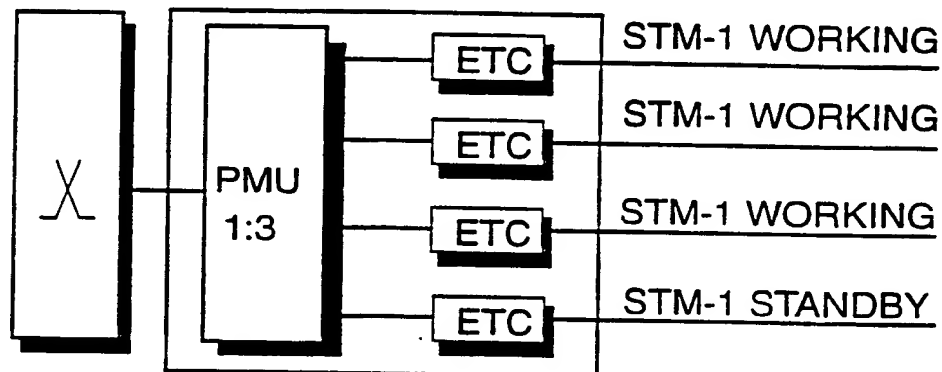 STM-1 WORKING
ETC
STM-1 WORKING
ETC
PMU
1:3
STM-1 WORKING
ETC
STM-1 STANDBY
ETC